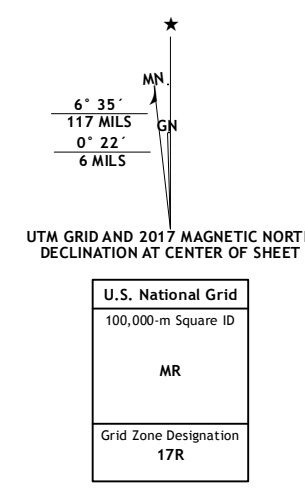 ★
MN
6° 35´
117 MILS
GN
0° 22´
6 MILS
UTM GRID AND 2017 MAGNETIC NORT
DECLINATION AT CENTER OF SHEET
U.S. National Grid
100,000-m Square ID
MR
Grid Zone Designation
17R